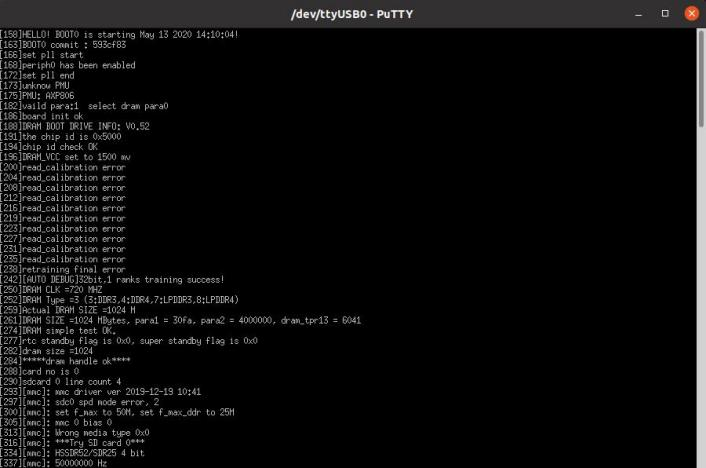 /dev/ttyUSB0 - PuTTY
[158]HELLO! BOOT0 is starting May 13 2020 14:10:04!
[163]BOOT0 commit : 593cf83
[166]set pll start
[168]periph0 has been enabled
[172]set pll end
[173]unknow PMU
[175]PMU: AXP806
[182]vaild para:1  select dram para0
[186]board init ok
[188]DRAM BOOT DRIVE INFO: V0.52
[191]the chip id is 0x5000
[194]chip id check OK
[196]DRAM_VCC set to 1500 mv
[200]read_calibration error
[204]read_calibration error
[208]read_calibration error
[212]read_calibration error
[216]read_calibration error
[219]read_calibration error
[223]read_calibration error
[227]read_calibration error
[231]read_calibration error
[235]read_calibration error
[238]retraining final error
[242][AUTO DEBUG]32bit,1 ranks training success!
[250]DRAM CLK =720 MHZ
[252]DRAM Type =3 (3:DDR3,4:DDR4,7:LPDDR3,8:LPDDR4)
[259]Actual DRAM SIZE =1024 M
[261]DRAM SIZE =1024 MBytes, para1 = 30fa, para2 = 4000000, dram_tpr13 = 6041
[274]DRAM simple test OK.
[277]rtc standby flag is 0x0, super standby flag is 0x0
[282]dram size =1024
[284]*****dram handle ok****
[288]card no is 0
[290]sdcard 0 line count 4
[293][mmc]: mmc driver ver 2019-12-19 10:41
[297][mmc]: sdc0 spd mode error, 2
[300][mmc]: set f_max to 50M, set f_max_ddr to 25M
[305][mmc]: mmc 0 bias 0
[313][mmc]: Wrong media type 0x0
[316][mmc]: ***Try SD card 0***
[334][mmc]: HSSDR52/SDR25 4 bit
[337][mmc]: 50000000 Hz